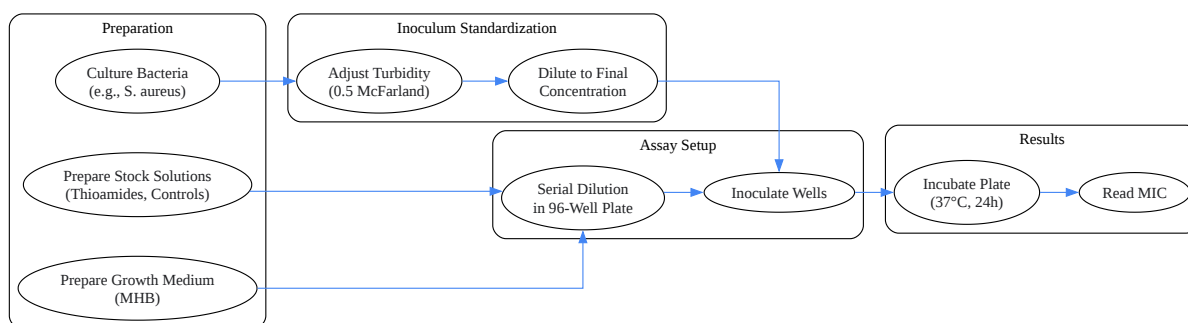 Preparation
Culture Bacteria
(e.g., S. aureus)
Prepare Stock Solutions
(Thioamides, Controls)
Prepare Growth Medium
(MHB)
Inoculum Standardization
Adjust Turbidity
(0.5 McFarland)
Dilute to Final
Concentration
Assay Setup
Serial Dilution
in 96-Well Plate
Inoculate Wells
Results
Incubate Plate
(37°C, 24h)
Read MIC